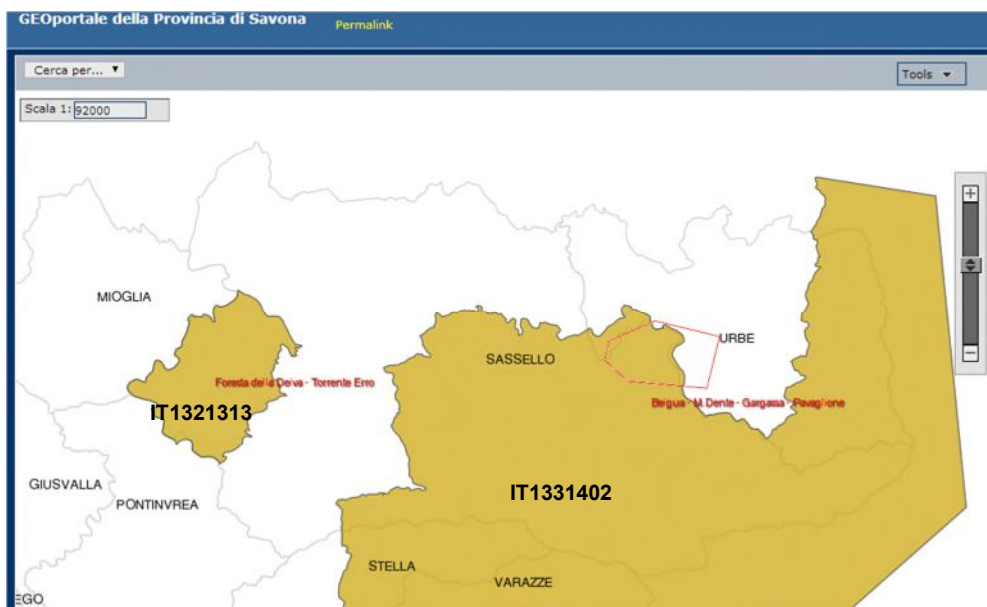 GEOportale della Provincia di Savona
Permalink
Cerca per...
Tools
Scala 1: 92000
MIOGLIA
URBE
SASSELLO
Foresta della Deiva - Torrente Erro
Beigua - M. Dente - Gargassa - Pavaglione
IT1321313
GIUSVALLA
IT1331402
PONTINVREA
STELLA
VARAZZE
EGO